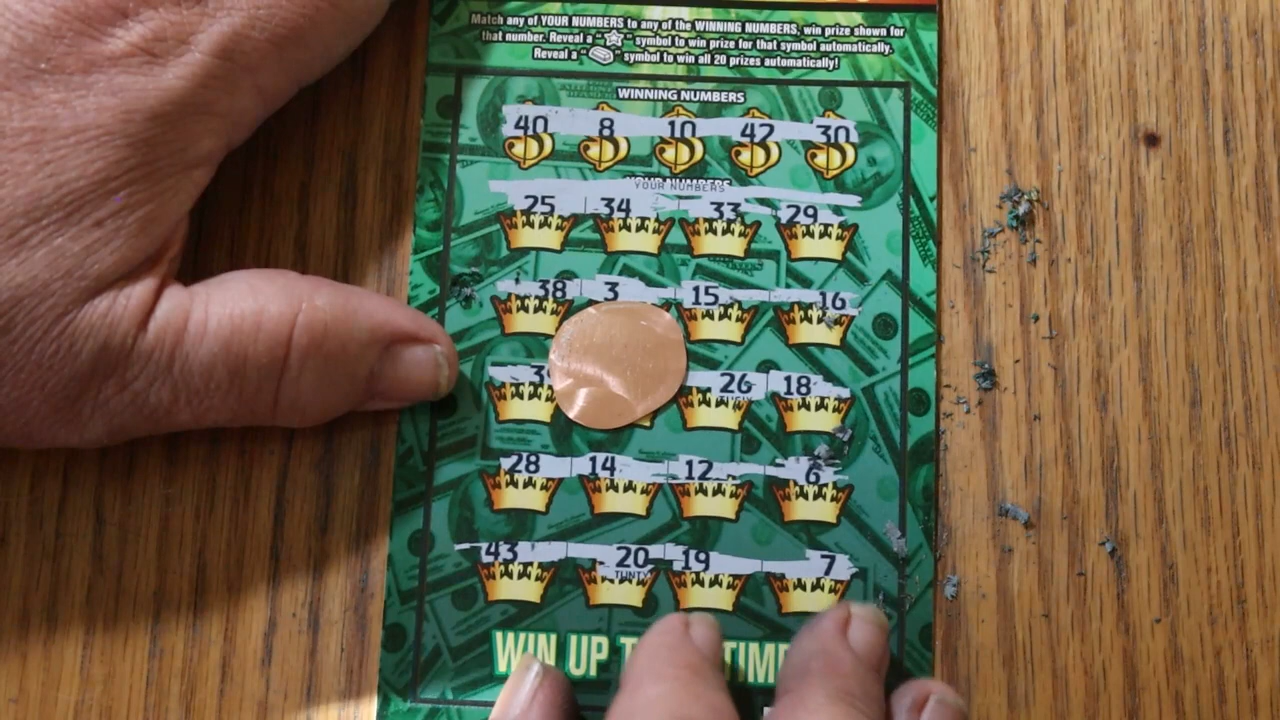 Match any of YOUR NUMBERS to any of the WINNING NUMBERS, win prize shown for
that number. Reveal a " " symbol to win prize for that symbol automatically.
Reveal a " " symbol to win all 20 prizes automatically!
WINNING NUMBERS
40 8 10 42 30
YOUR NUMBERS
YOUR NUMBERS
25 34 33 29
38 3 15 16
26 18
28 14 12 6
43 20 19 7
TUNTY
WIN UP